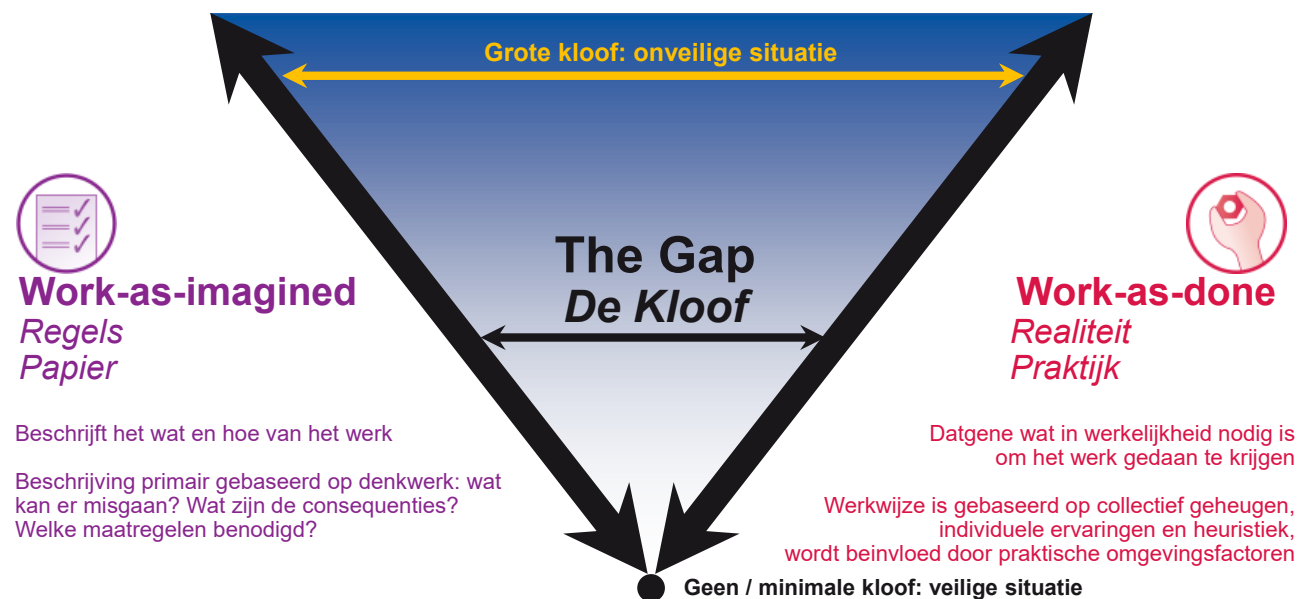 Grote kloof: onveilige situatie
The Gap
De Kloof
Work-as-imagined
Regels
Papier
Beschrijft het wat en hoe van het werk
Beschrijving primair gebaseerd op denkwerk: wat
kan er misgaan? Wat zijn de consequenties?
Welke maatregelen benodigd?
Work-as-done
Realiteit
Praktijk
Datgene wat in werkelijkheid nodig is
om het werk gedaan te krijgen
Werkwijze is gebaseerd op collectief geheugen,
individuele ervaringen en heuristiek,
wordt beinvloed door praktische omgevingsfactoren
Geen / minimale kloof: veilige situatie